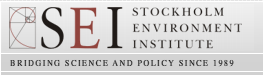 SEI STOCKHOLM
ENVIRONMENT
INSTITUTE
BRIDGING SCIENCE AND POLICY SINCE 1989